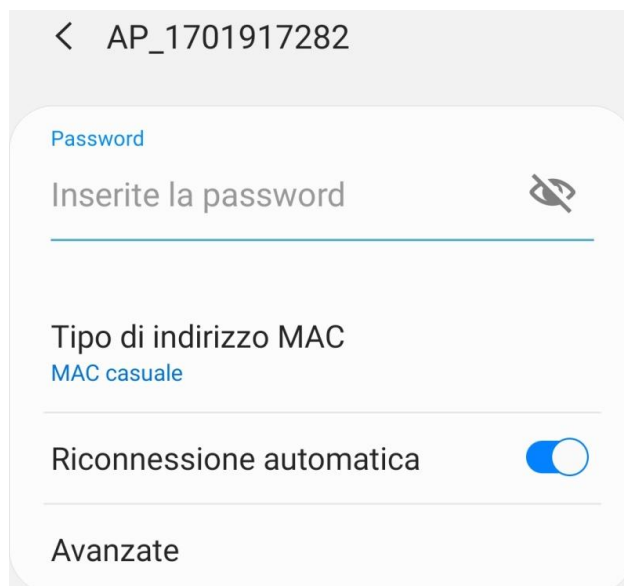 AP_1701917282
Password
Inserite la password
Tipo di indirizzo MAC
MAC casuale
Riconnessione automatica
Avanzate